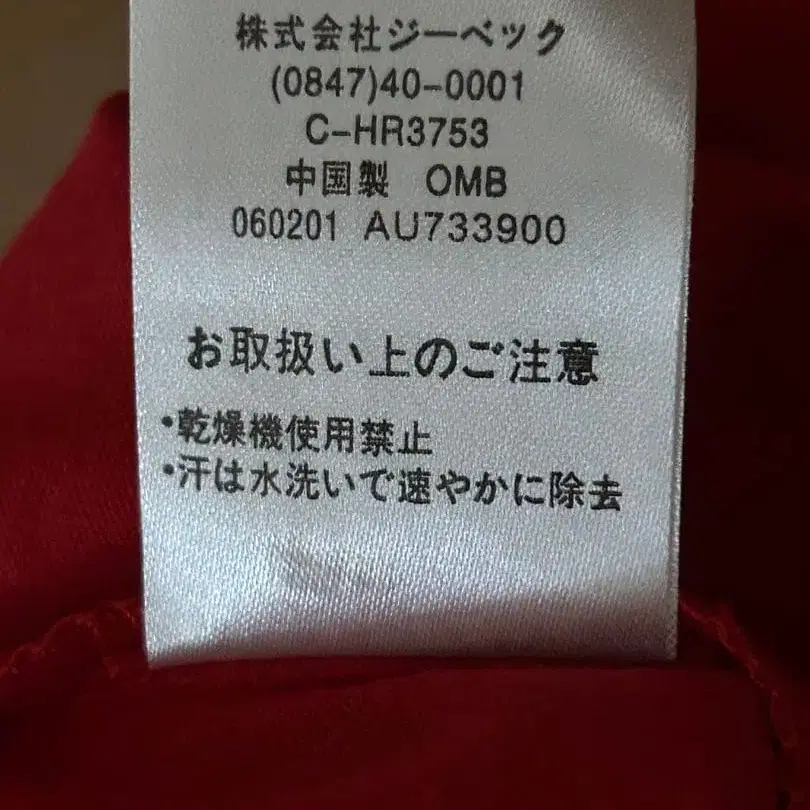 株式会社ジーベック
(0847)40-0001
C-HR3753
中国製 OMB
060201 AU733900
お取扱い上のご注意
・乾燥機使用禁止
・汗は水洗いで速やかに除去